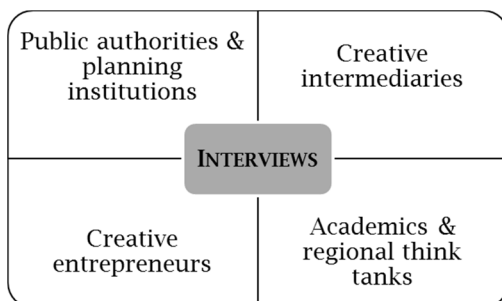 Public authorities &
planning
institutions
Creative
intermediaries
INTERVIEWS
Creative
entrepreneurs
Academics &
regional think
tanks